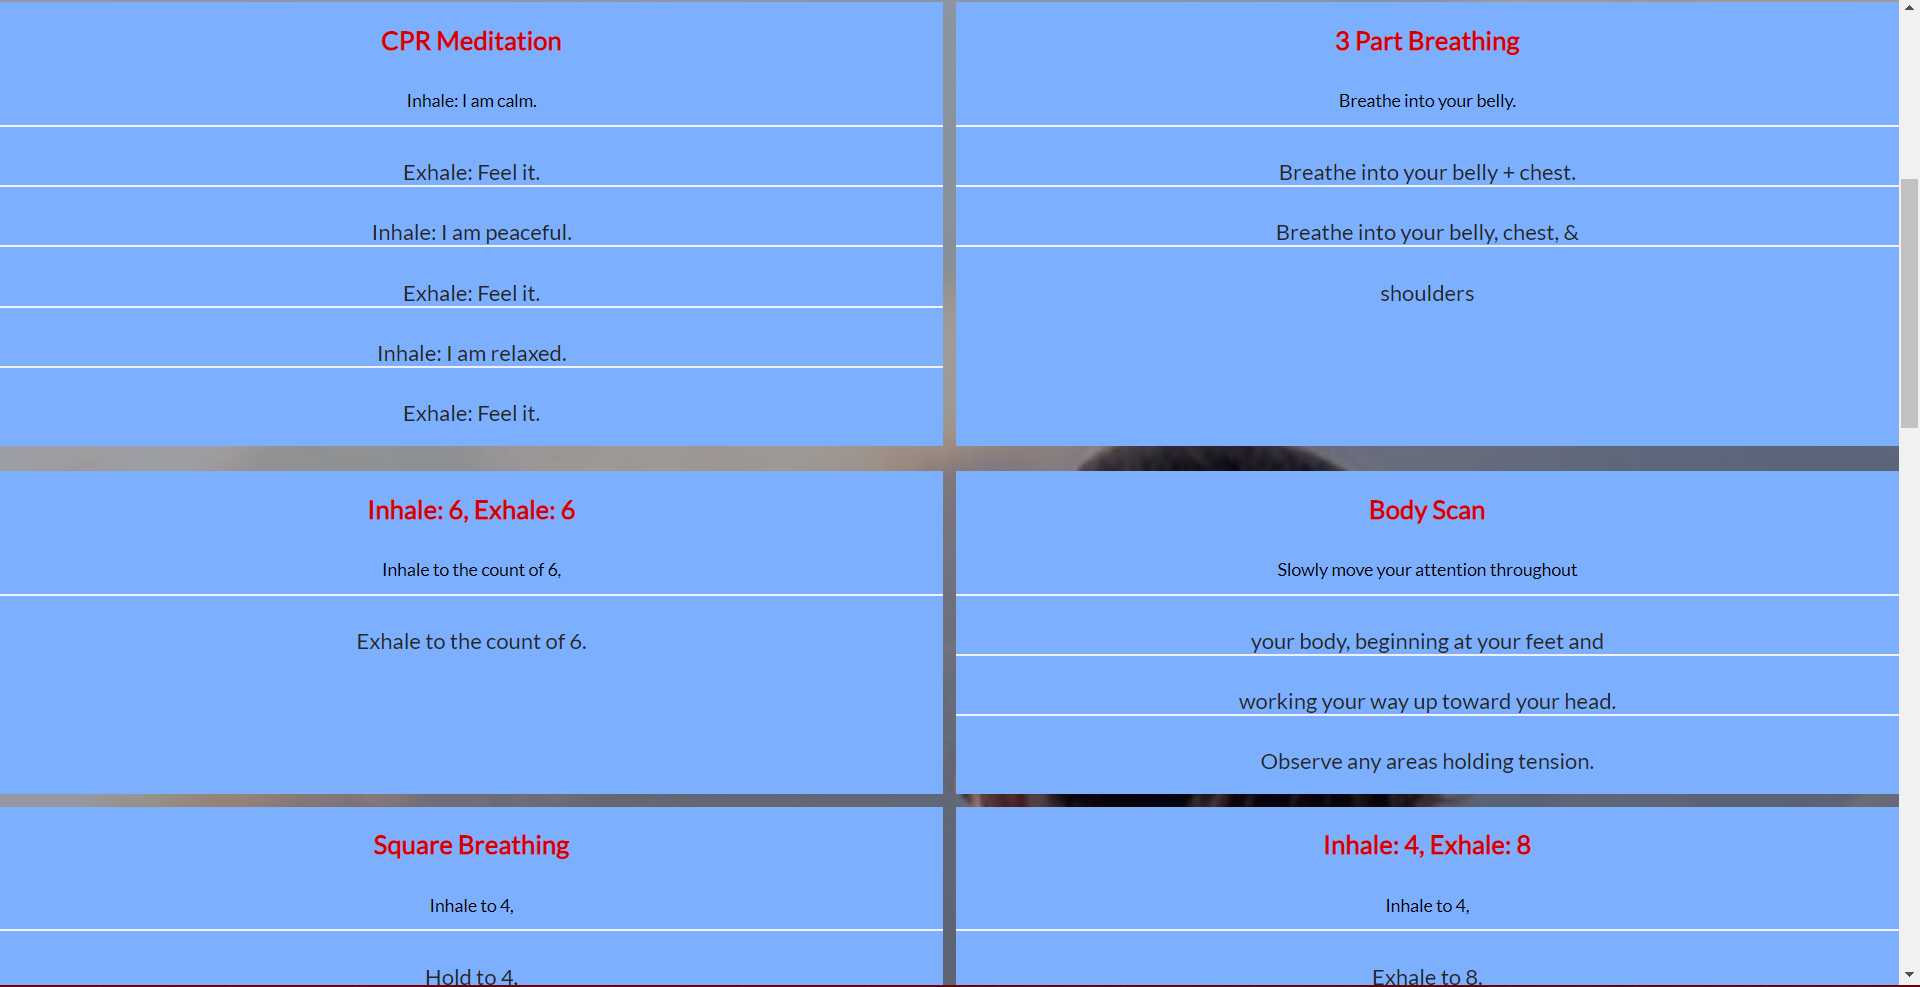 CPR Meditation
Inhale: I am calm.
Exhale: Feel it.
Inhale: I am peaceful.
Exhale: Feel it.
Inhale: I am relaxed.
Exhale: Feel it.
3 Part Breathing
Breathe into your belly.
Breathe into your belly + chest.
Breathe into your belly, chest, &
shoulders
Inhale: 6, Exhale: 6
Inhale to the count of 6,
Exhale to the count of 6.
Body Scan
Slowly move your attention throughout
your body, beginning at your feet and
working your way up toward your head.
Observe any areas holding tension.
Square Breathing
Inhale to 4,
Hold to 4.
Inhale: 4, Exhale: 8
Inhale to 4,
Exhale to 8.